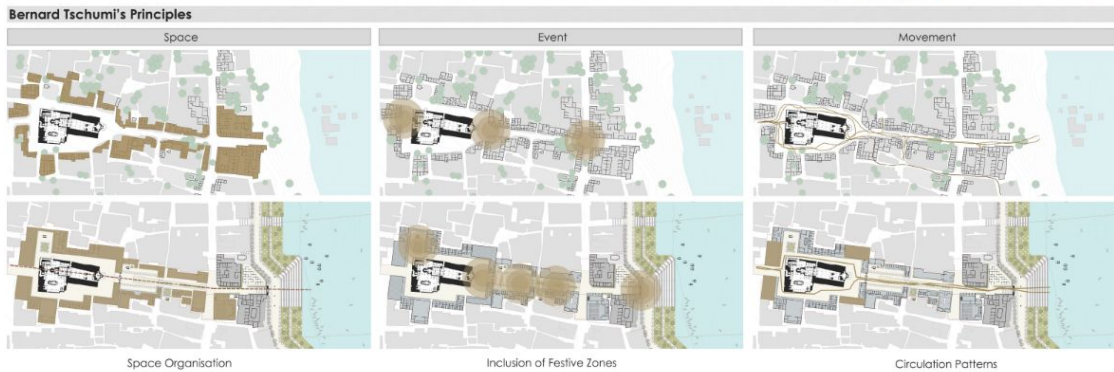 Bernard Tschumi's Principles
Space
Event
Movement
Space Organisation
Inclusion of Festive Zones
Circulation Patterns